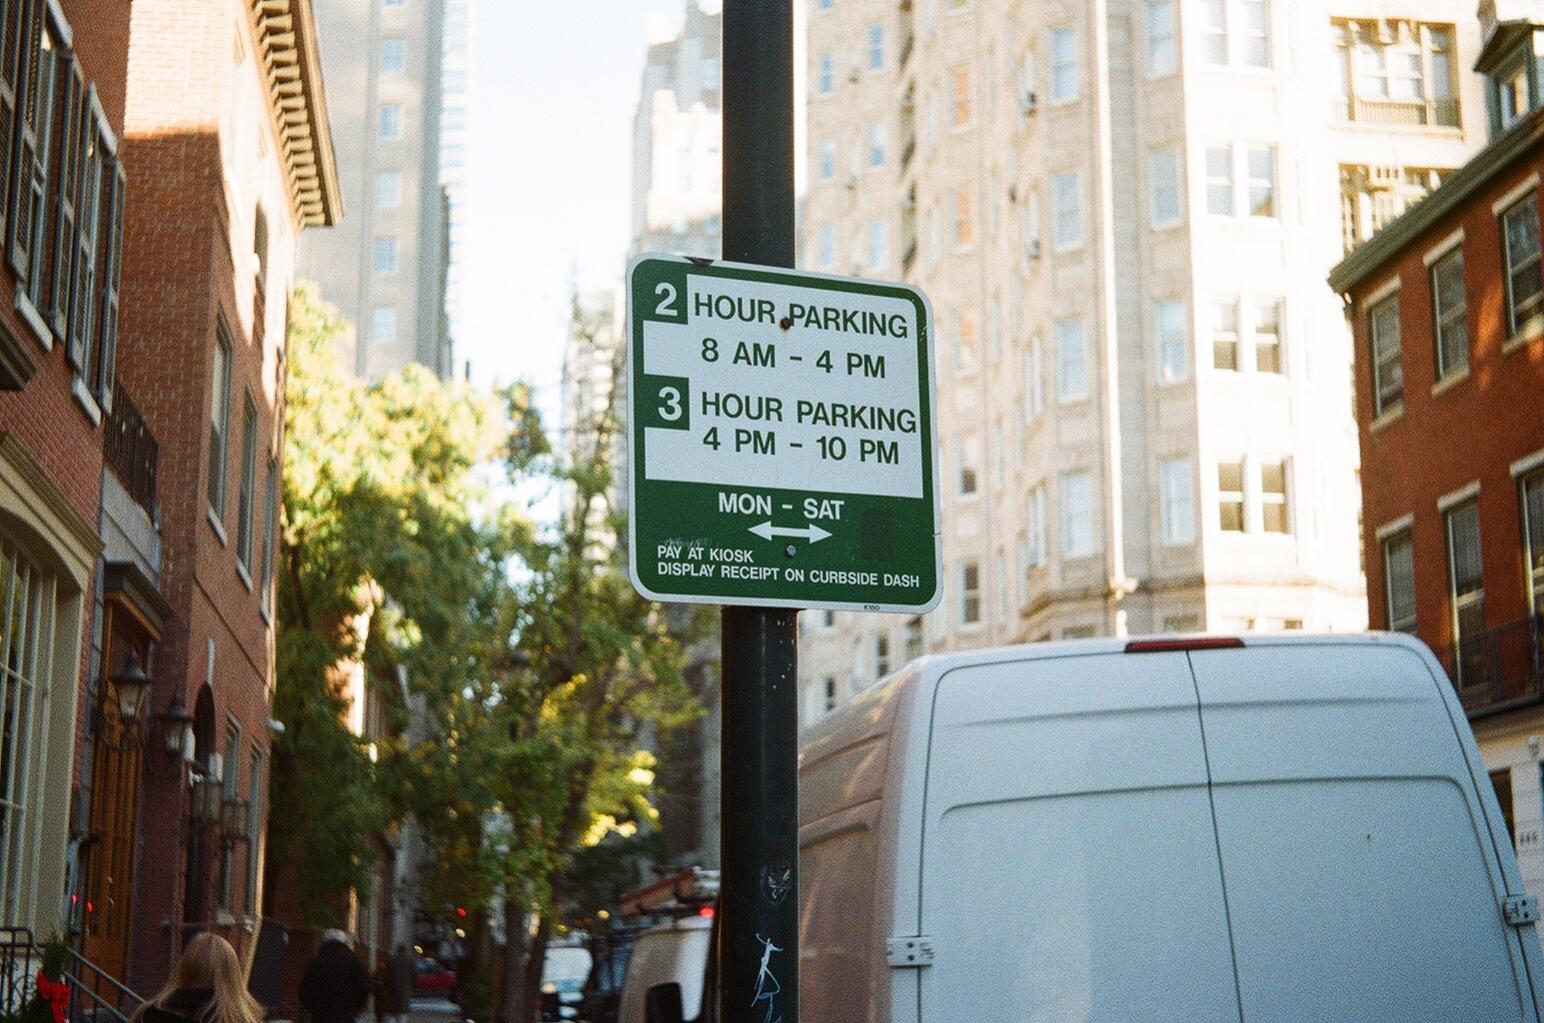 2 HOUR PARKING
8 AM - 4 PM
3 HOUR PARKING
4 PM - 10 PM
MON - SAT
PAY AT KIOSK
DISPLAY RECEIPT ON CURBSIDE DASH